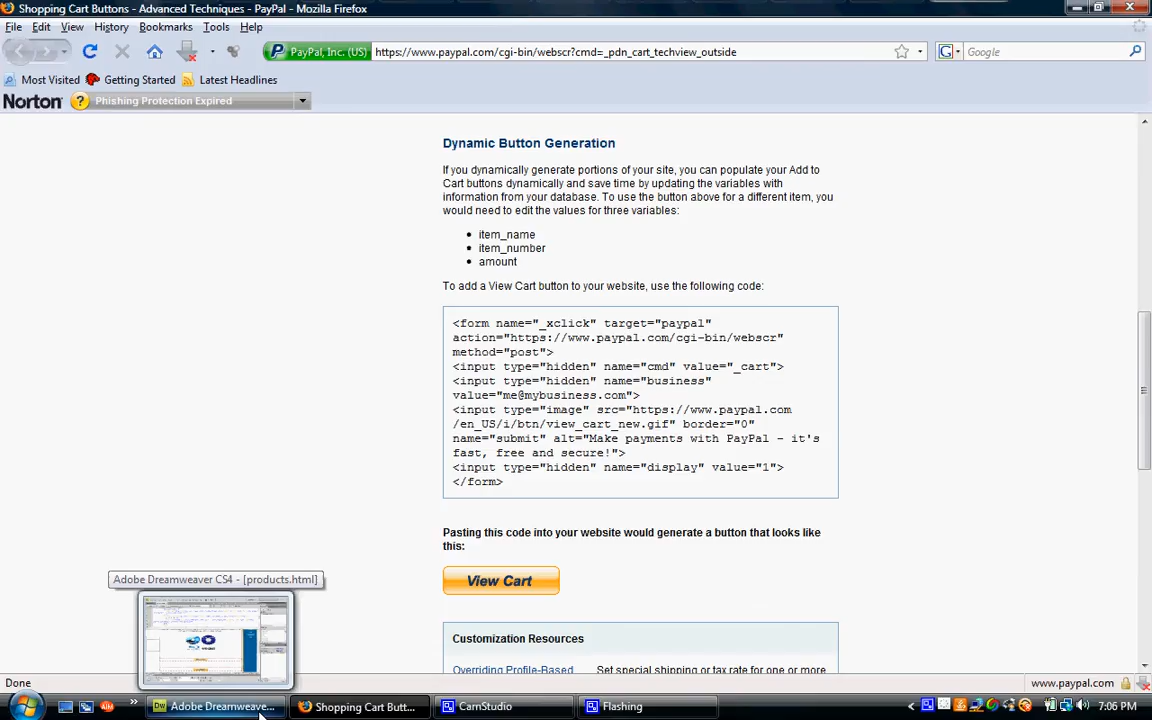 Shopping Cart Buttons - Advanced Techniques - PayPal - Mozilla Firefox
File Edit View History Bookmarks Tools Help
PayPal, Inc. (US) https://www.paypal.com/cgi-bin/webscr?cmd=_pdn_cart_techview_outside Google
Most Visited Getting Started Latest Headlines
Norton Phishing Protection Expired
Dynamic Button Generation
If you dynamically generate portions of your site, you can populate your Add to
Cart buttons dynamically and save time by updating the variables with
information from your database. To use the button above for a different item, you
would need to edit the values for three variables:
item_name
item_number
amount
To add a View Cart button to your website, use the following code:
<form name="_xclick" target="paypal"
action="https://www.paypal.com/cgi-bin/webscr"
method="post">
<input type="hidden" name="cmd" value="_cart">
<input type="hidden" name="business"
value="me@mybusiness.com">
<input type="image" src="https://www.paypal.com
/en_US/i/btn/view_cart_new.gif" border="0"
name="submit" alt="Make payments with PayPal - it's
fast, free and secure!">
<input type="hidden" name="display" value="1">
</form>
Pasting this code into your website would generate a button that looks like
this:
View Cart
Adobe Dreamweaver CS4 - [products.html]
Customization Resources
Overriding Profile-Based Set special shipping or tax rate for one or more
Done www.paypal.com
Adobe Dreamweave... Shopping Cart Butt... CamStudio Flashing 7:06 PM